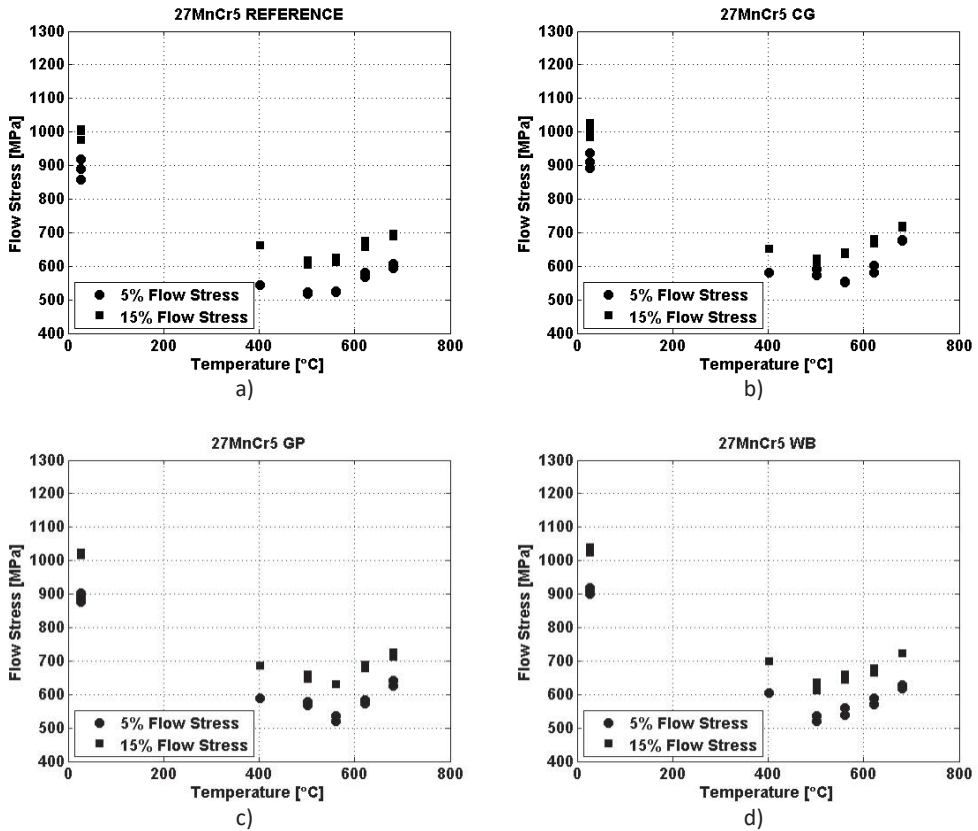 27MnCr5 REFERENCE
1300
1200
1100
1000
900
800
700
600
500
400
300
0
200
400
600
800
Flow Stress [MPa]
Temperature [°C]
5% Flow Stress
15% Flow Stress
a)
27MnCr5 CG
1300
1200
1100
1000
900
800
700
600
500
400
300
0
200
400
600
800
Flow Stress [MPa]
Temperature [°C]
5% Flow Stress
15% Flow Stress
b)
27MnCr5 GP
1300
1200
1100
1000
900
800
700
600
500
400
0
200
400
600
800
Flow Stress [MPa]
Temperature [°C]
5% Flow Stress
15% Flow Stress
c)
27MnCr5 WB
1300
1200
1100
1000
900
800
700
600
500
400
0
200
400
600
800
Flow Stress [MPa]
Temperature [°C]
5% Flow Stress
15% Flow Stress
d)